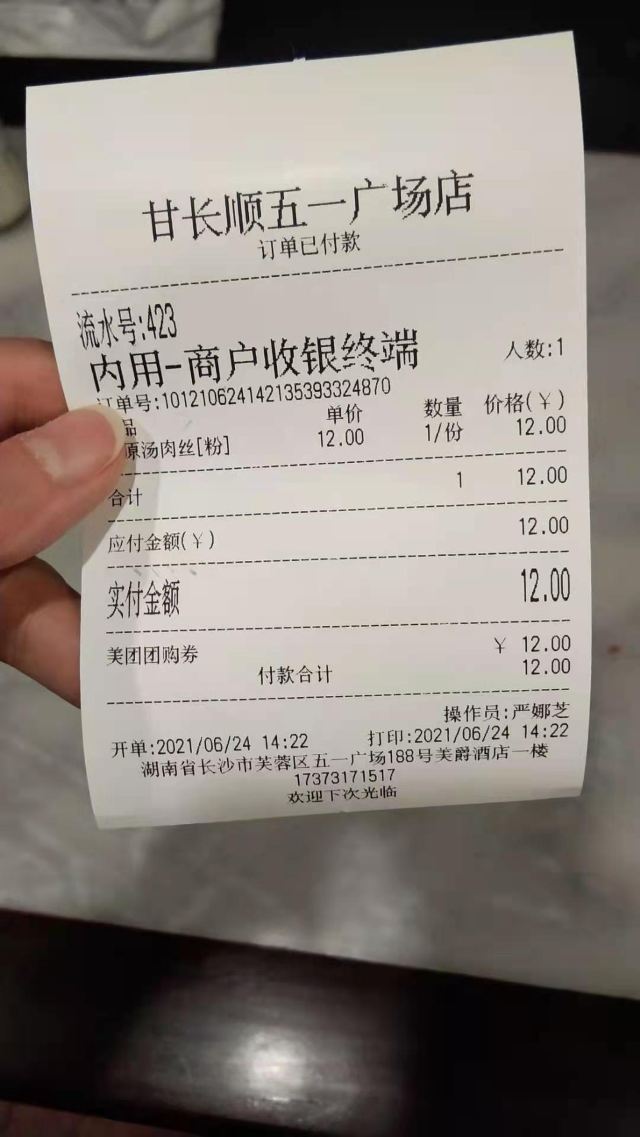 甘长顺五一广场店
订单已付款
流水号:423
内用-商户收银终端 人数:1
订单号:101210624142135393324870
品 单价 数量 价格(￥)
原汤肉丝[粉] 12.00 1/份 12.00
合计 1 12.00
应付金额(￥) 12.00
实付金额 12.00
美团团购券 ￥ 12.00
付款合计 12.00
操作员:严娜芝
开单:2021/06/24 14:22 打印:2021/06/24 14:22
湖南省长沙市芙蓉区五一广场188号芙爵酒店一楼
17373171517
欢迎下次光临